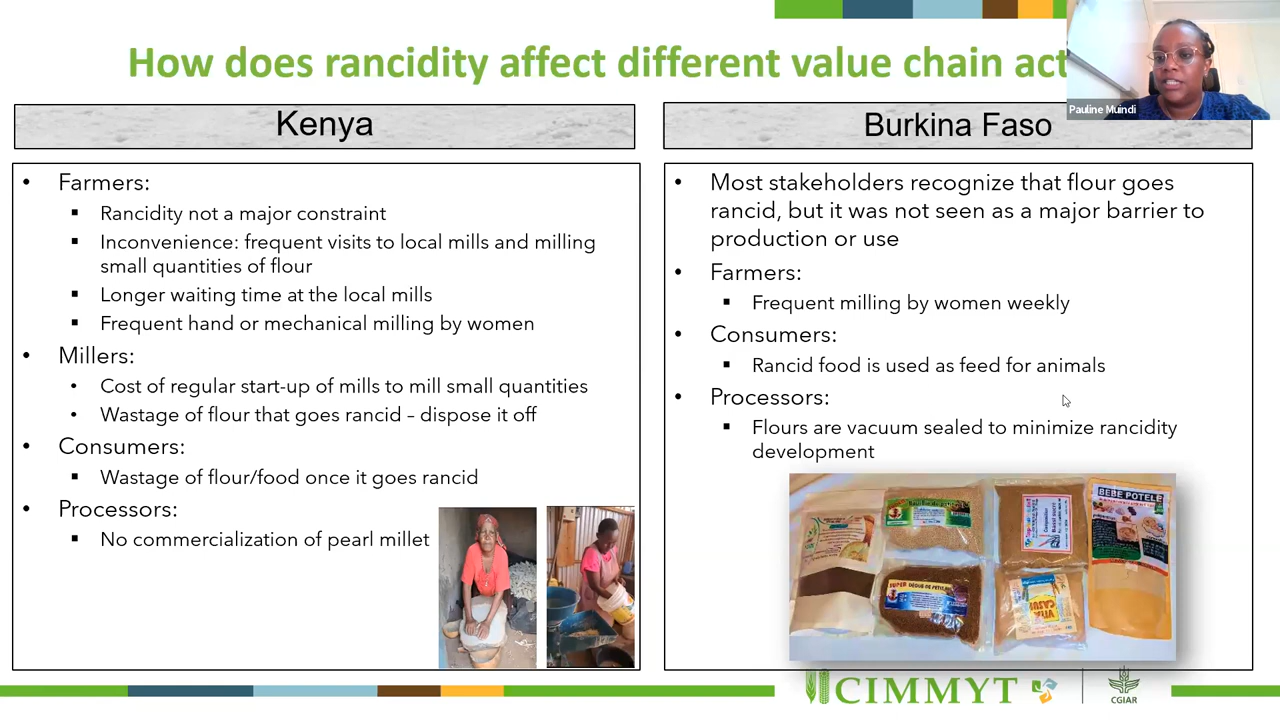 How does rancidity affect different value chain act
Pauline Muindi
Kenya
• Farmers:
▪ Rancidity not a major constraint
▪ Inconvenience: frequent visits to local mills and milling
small quantities of flour
▪ Longer waiting time at the local mills
▪ Frequent hand or mechanical milling by women
• Millers:
• Cost of regular start-up of mills to mill small quantities
• Wastage of flour that goes rancid – dispose it off
• Consumers:
▪ Wastage of flour/food once it goes rancid
• Processors:
▪ No commercialization of pearl millet
Burkina Faso
• Most stakeholders recognize that flour goes
rancid, but it was not seen as a major barrier to
production or use
• Farmers:
▪ Frequent milling by women weekly
• Consumers:
▪ Rancid food is used as feed for animals
• Processors:
▪ Flours are vacuum sealed to minimize rancidity
development
BEBE POTELE
SUPER DEGUE DE PETIT
CIMMYT
CGIAR